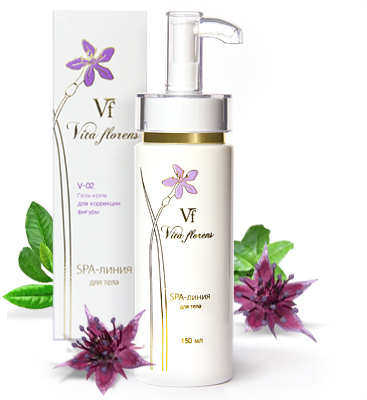 Vf
Vita florens
V-02
Гель-крем
для коррекции
фигуры
SPA-линия
для тела
Vf
Vita florens
SPA-линия
для тела
150 мл